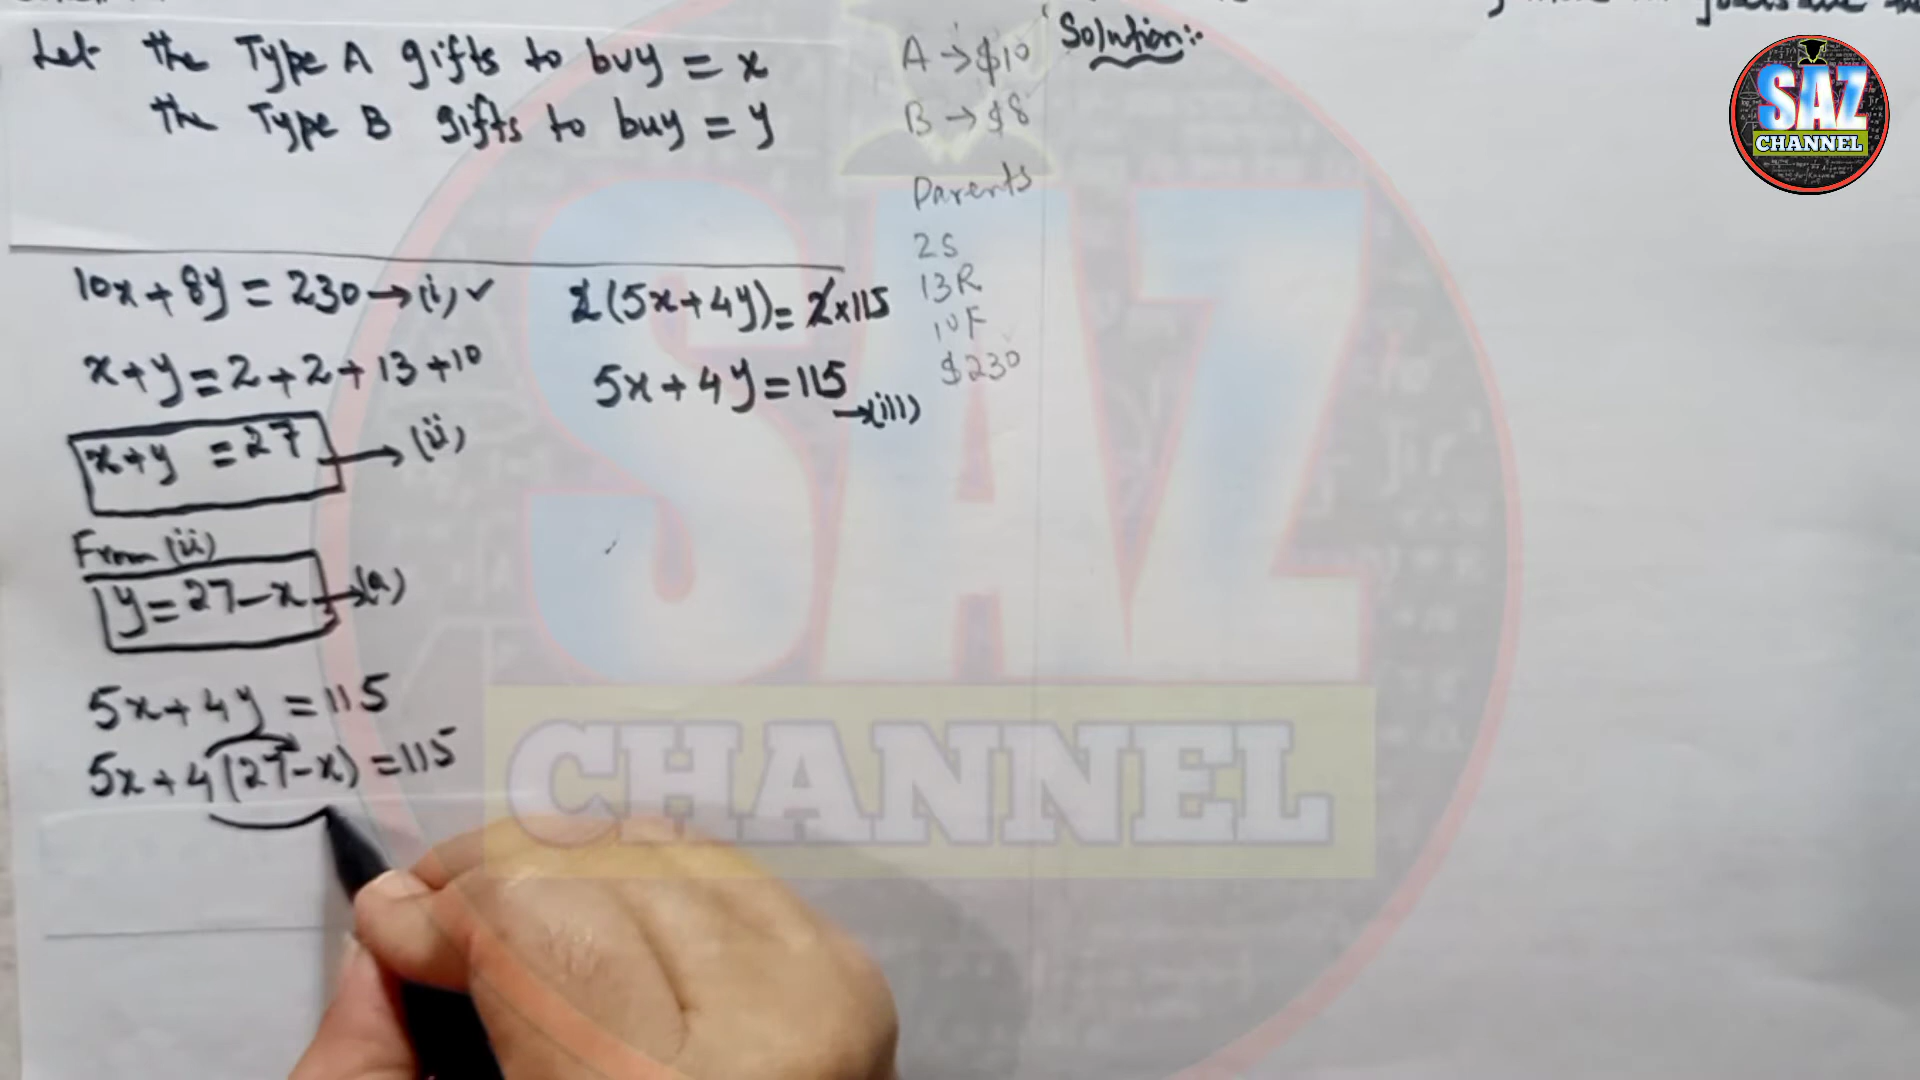 Solution:-
Let the Type A gifts to buy = x
the Type B gifts to buy = y
A → $10
B → $8
Parents
2S
13R
10F
$230
10x + 8y = 230 → (i) ✓
x + y = 2 + 2 + 13 + 10
x + y = 27 → (ii)
From (ii)
y = 27 - x → (a)
5x + 4y = 115
5x + 4(27 - x) = 115
2(5x + 4y) = 2 x 115
5x + 4y = 115
→ (iii)
SAZ
CHANNEL
SAZ
CHANNEL